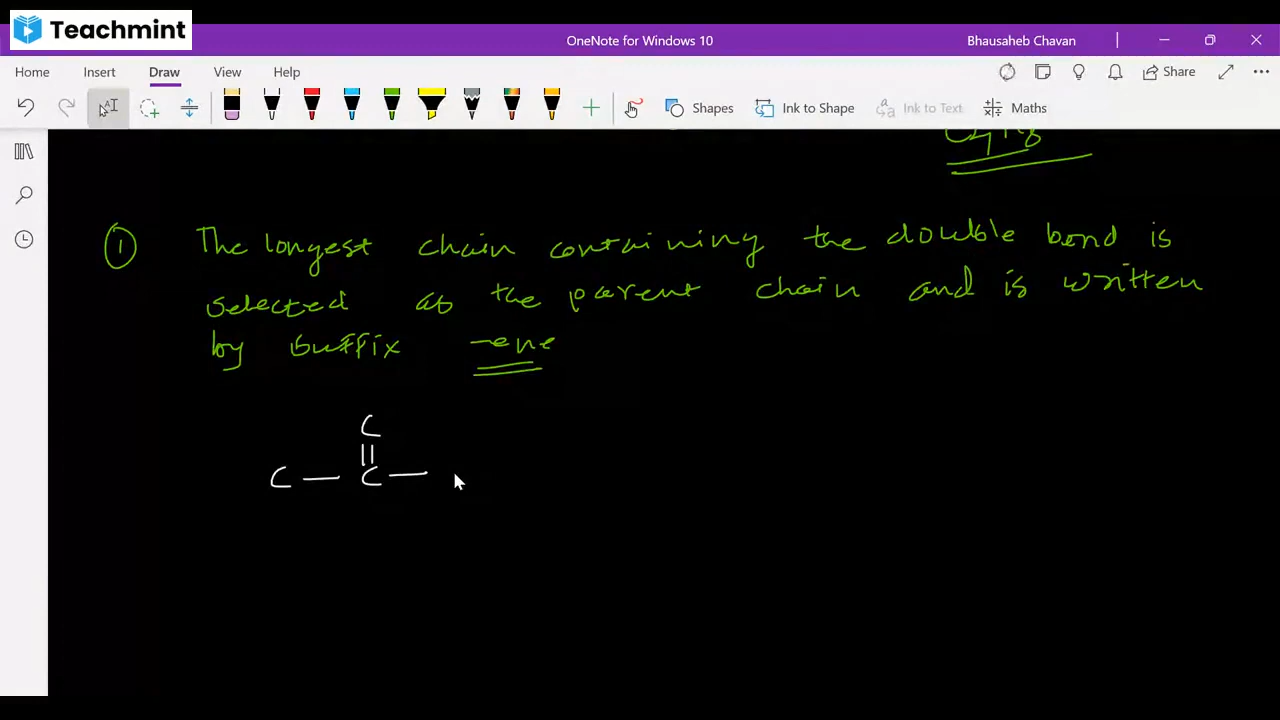 Teachmint
OneNote for Windows 10
Bhausaheb Chavan
Home Insert Draw View Help
Share
Shapes Ink to Shape Ink to Text Maths
C4H8
① The longest chain containing the double bond is
selected as the parent chain and is written
by suffix -ene
C
C — C —